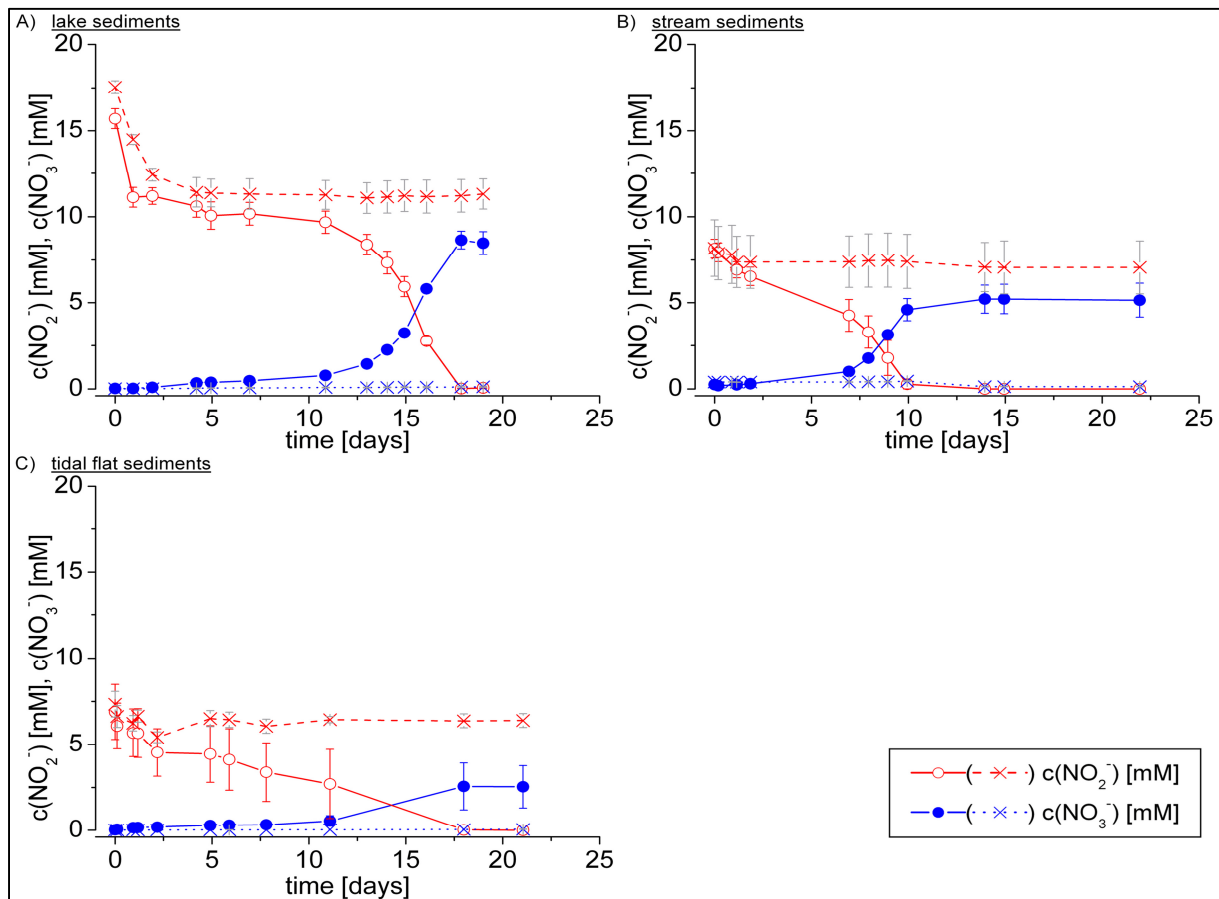 A) lake sediments
20
15
10
5
0
c(NO₂⁻) [mM], c(NO₃⁻) [mM]
0 5 10 15 20 25
time [days]
B) stream sediments
20
15
10
5
0
c(NO₂⁻) [mM], c(NO₃⁻) [mM]
0 5 10 15 20 25
time [days]
C) tidal flat sediments
20
15
10
5
0
c(NO₂⁻) [mM], c(NO₃⁻) [mM]
0 5 10 15 20 25
time [days]
( ) c(NO₂⁻) [mM]
( ) c(NO₃⁻) [mM]